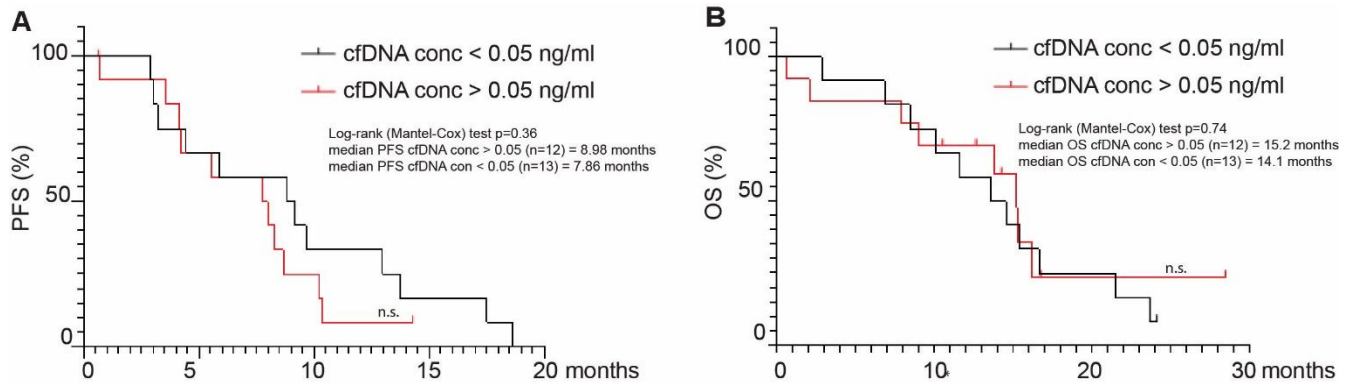 A
100
50
0
PFS (%)
cfDNA conc < 0.05 ng/ml
cfDNA conc > 0.05 ng/ml
Log-rank (Mantel-Cox) test p=0.36
median PFS cfDNA conc > 0.05 (n=12) = 8.98 months
median PFS cfDNA con < 0.05 (n=13) = 7.86 months
n.s.
0 5 10 15 20 months
B
100
50
0
OS (%)
cfDNA conc < 0.05 ng/ml
cfDNA conc > 0.05 ng/ml
Log-rank (Mantel-Cox) test p=0.74
median OS cfDNA conc > 0.05 (n=12) = 15.2 months
median OS cfDNA con < 0.05 (n=13) = 14.1 months
n.s.
0 10* 20 30 months